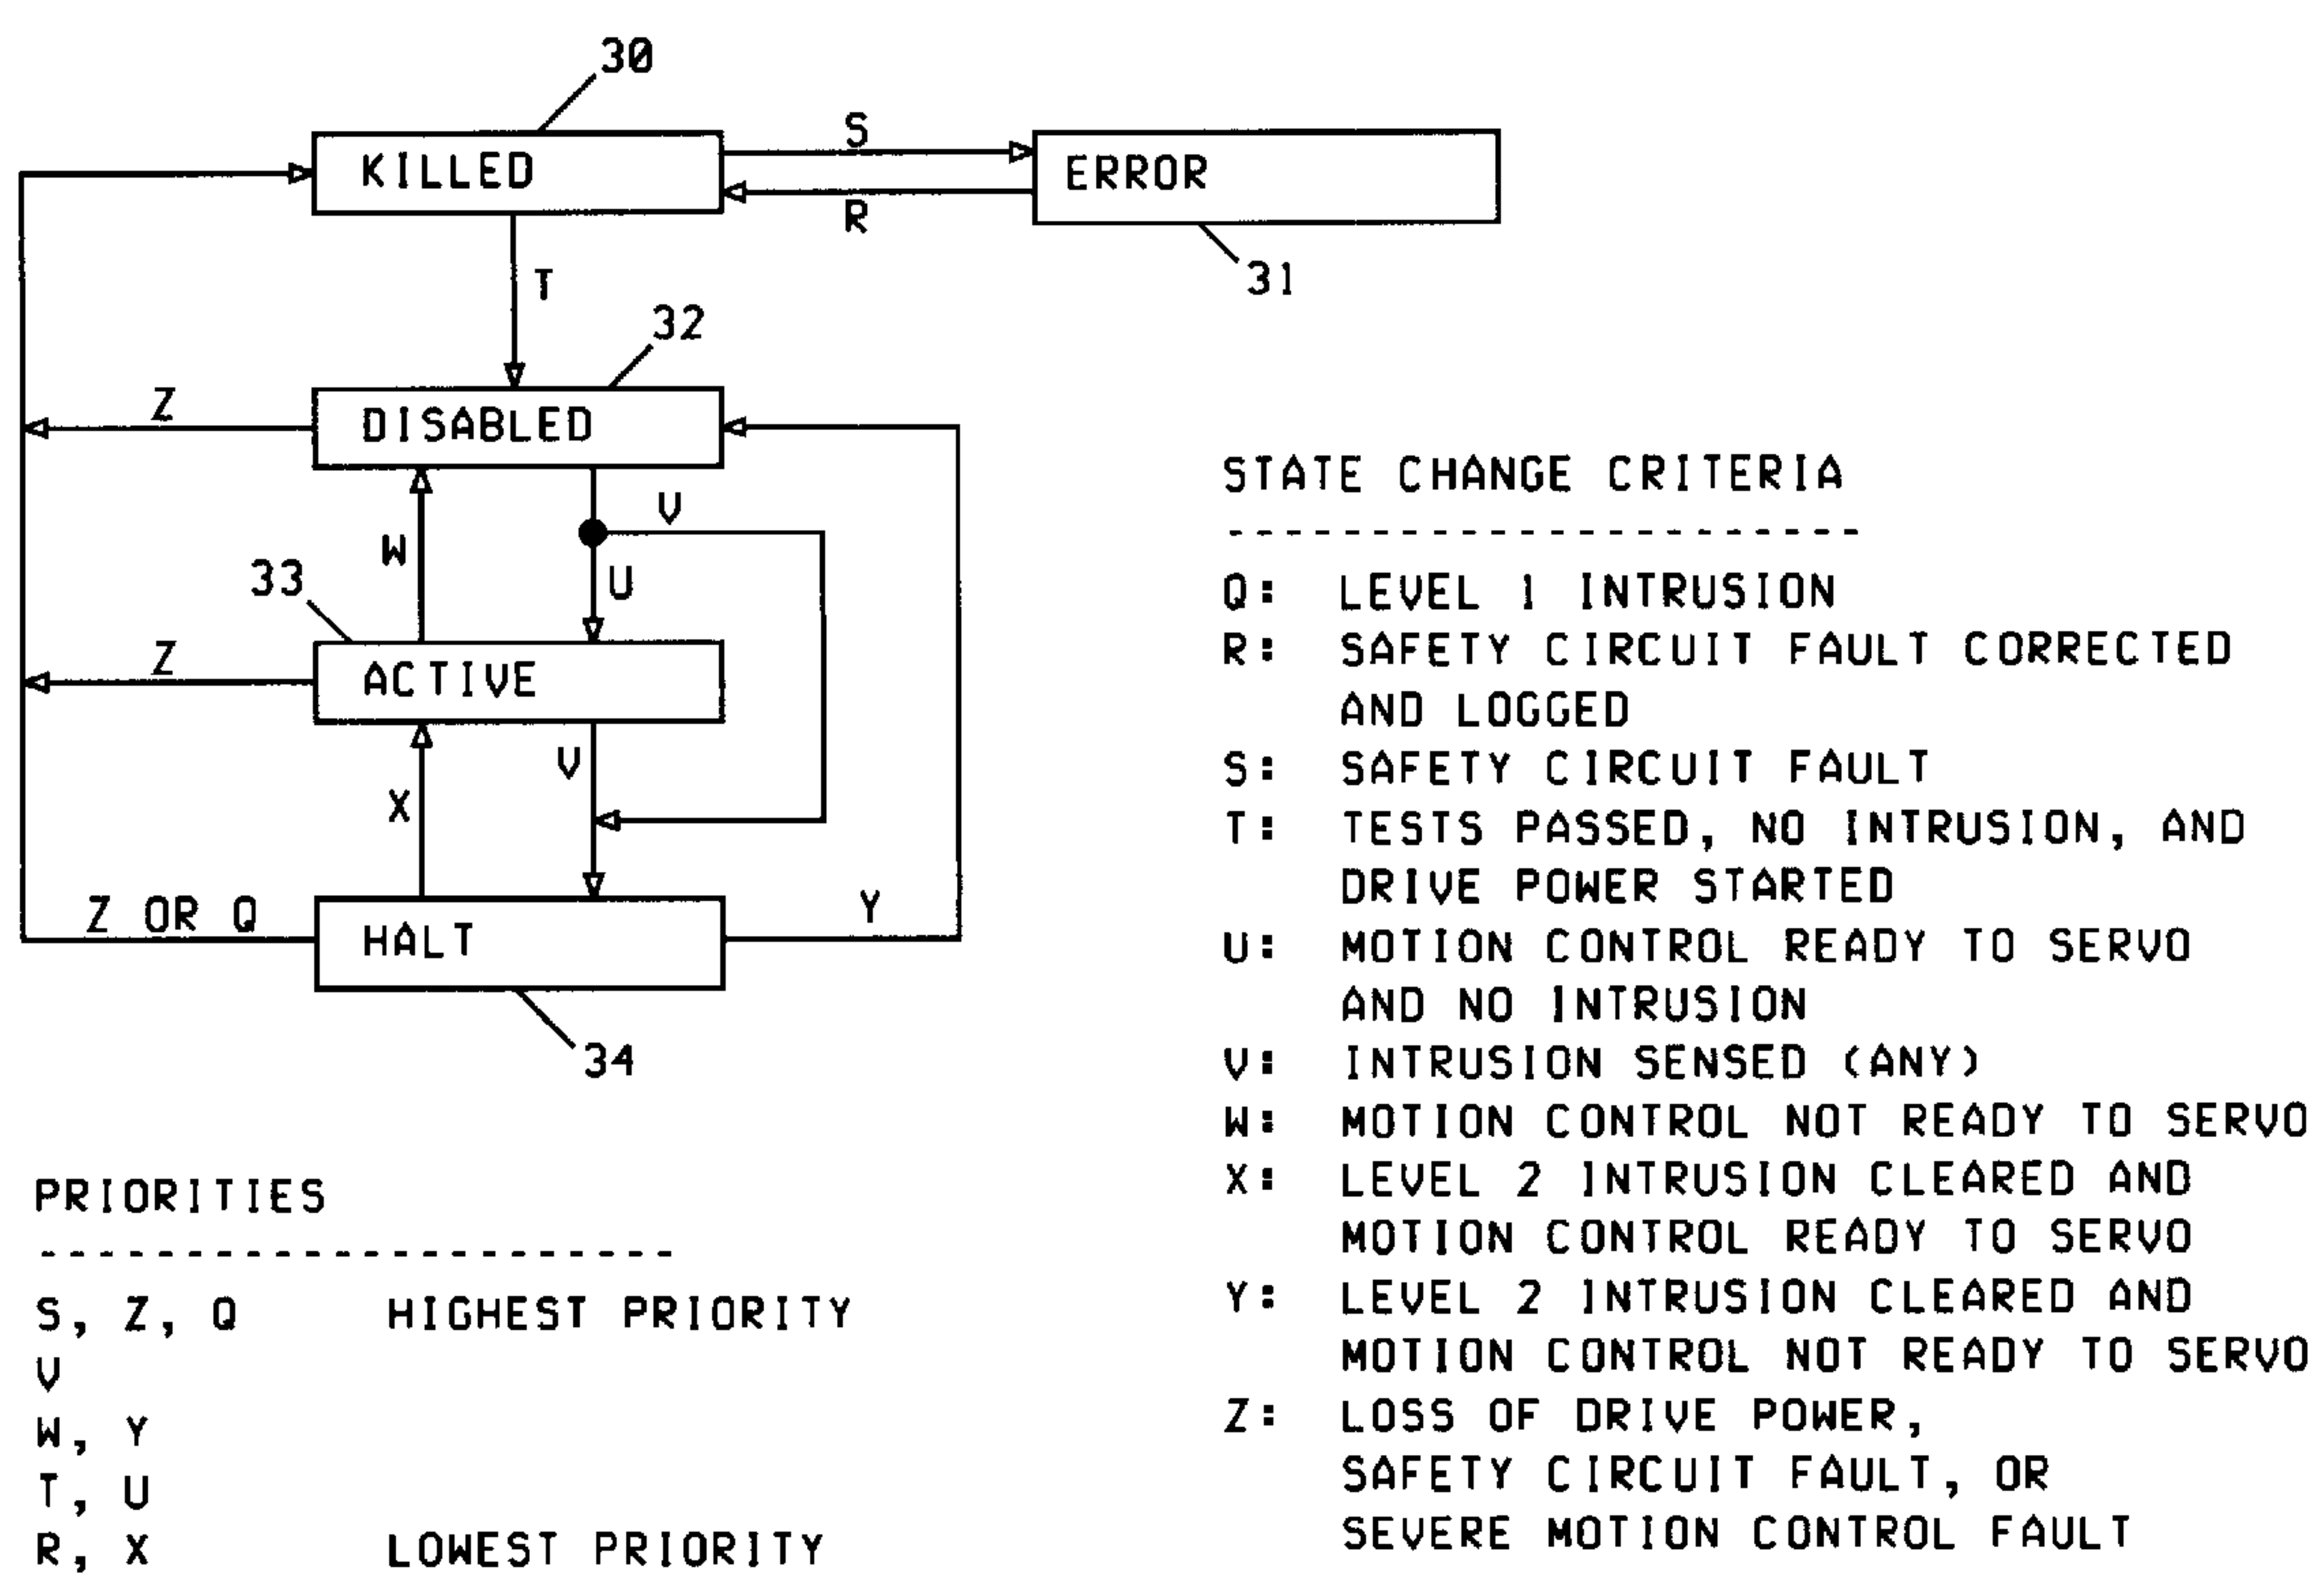 30
S
KILLED
ERROR
R
31
T
32
Z
DISABLED
V
W
U
33
Z
ACTIVE
V
X
Z OR Q
Y
HALT
34
STATE CHANGE CRITERIA
----------------------
Q: LEVEL 1 INTRUSION
R: SAFETY CIRCUIT FAULT CORRECTED
AND LOGGED
S: SAFETY CIRCUIT FAULT
T: TESTS PASSED, NO INTRUSION, AND
DRIVE POWER STARTED
U: MOTION CONTROL READY TO SERVO
AND NO INTRUSION
V: INTRUSION SENSED (ANY)
W: MOTION CONTROL NOT READY TO SERVO
X: LEVEL 2 INTRUSION CLEARED AND
MOTION CONTROL READY TO SERVO
Y: LEVEL 2 INTRUSION CLEARED AND
MOTION CONTROL NOT READY TO SERVO
Z: LOSS OF DRIVE POWER,
SAFETY CIRCUIT FAULT, OR
SEVERE MOTION CONTROL FAULT
PRIORITIES
----------------------
S, Z, Q HIGHEST PRIORITY
V
W, Y
T, U
R, X LOWEST PRIORITY